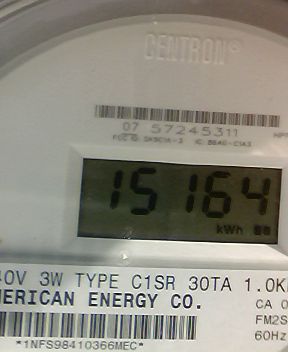 CENTRON®
07 57245311
15164
kWh 88
40V 3W TYPE C1SR 30TA 1.0K
MERICAN ENERGY CO.
CA 0
FM2S
60Hz
*1NFS98410366MEC*